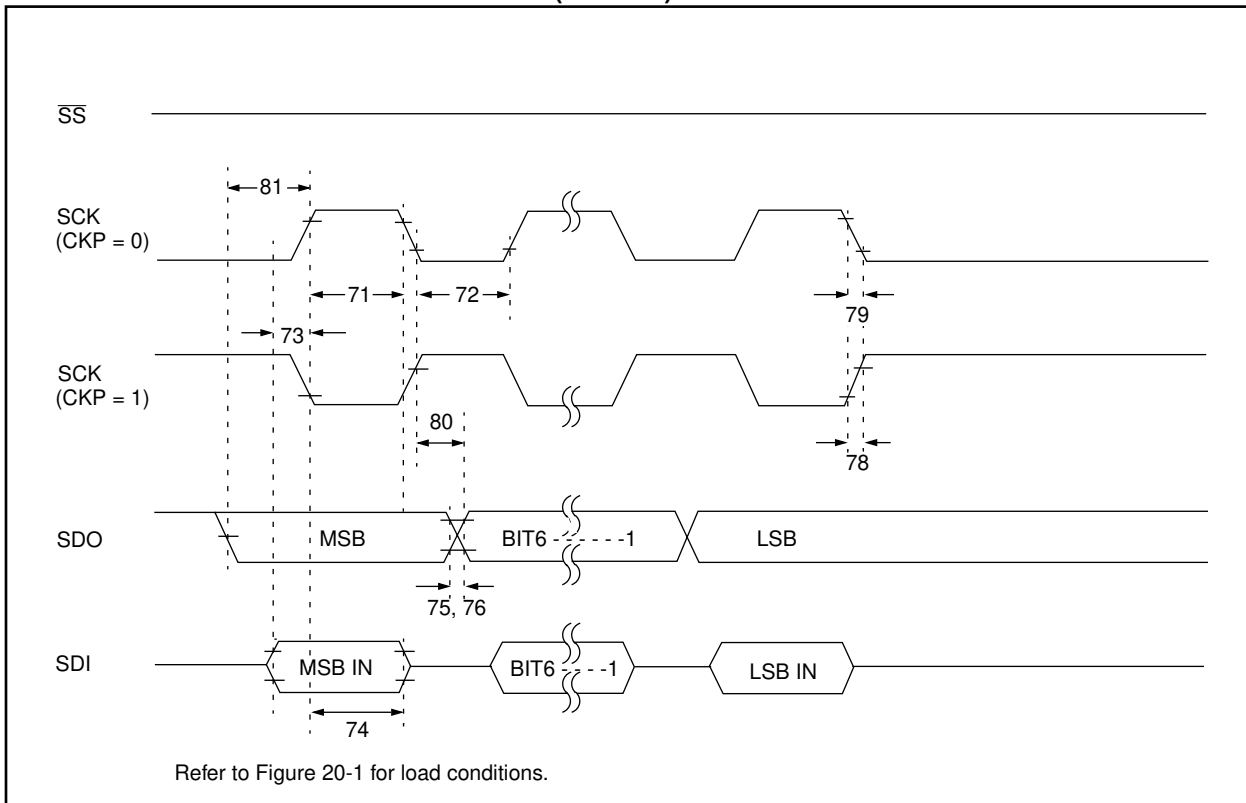 SS
81
SCK
(CKP = 0)
71
72
79
73
SCK
(CKP = 1)
80
78
SDO
MSB
BIT6 - - - - - -1
LSB
75, 76
SDI
MSB IN
BIT6 - - - -1
LSB IN
74
Refer to Figure 20-1 for load conditions.